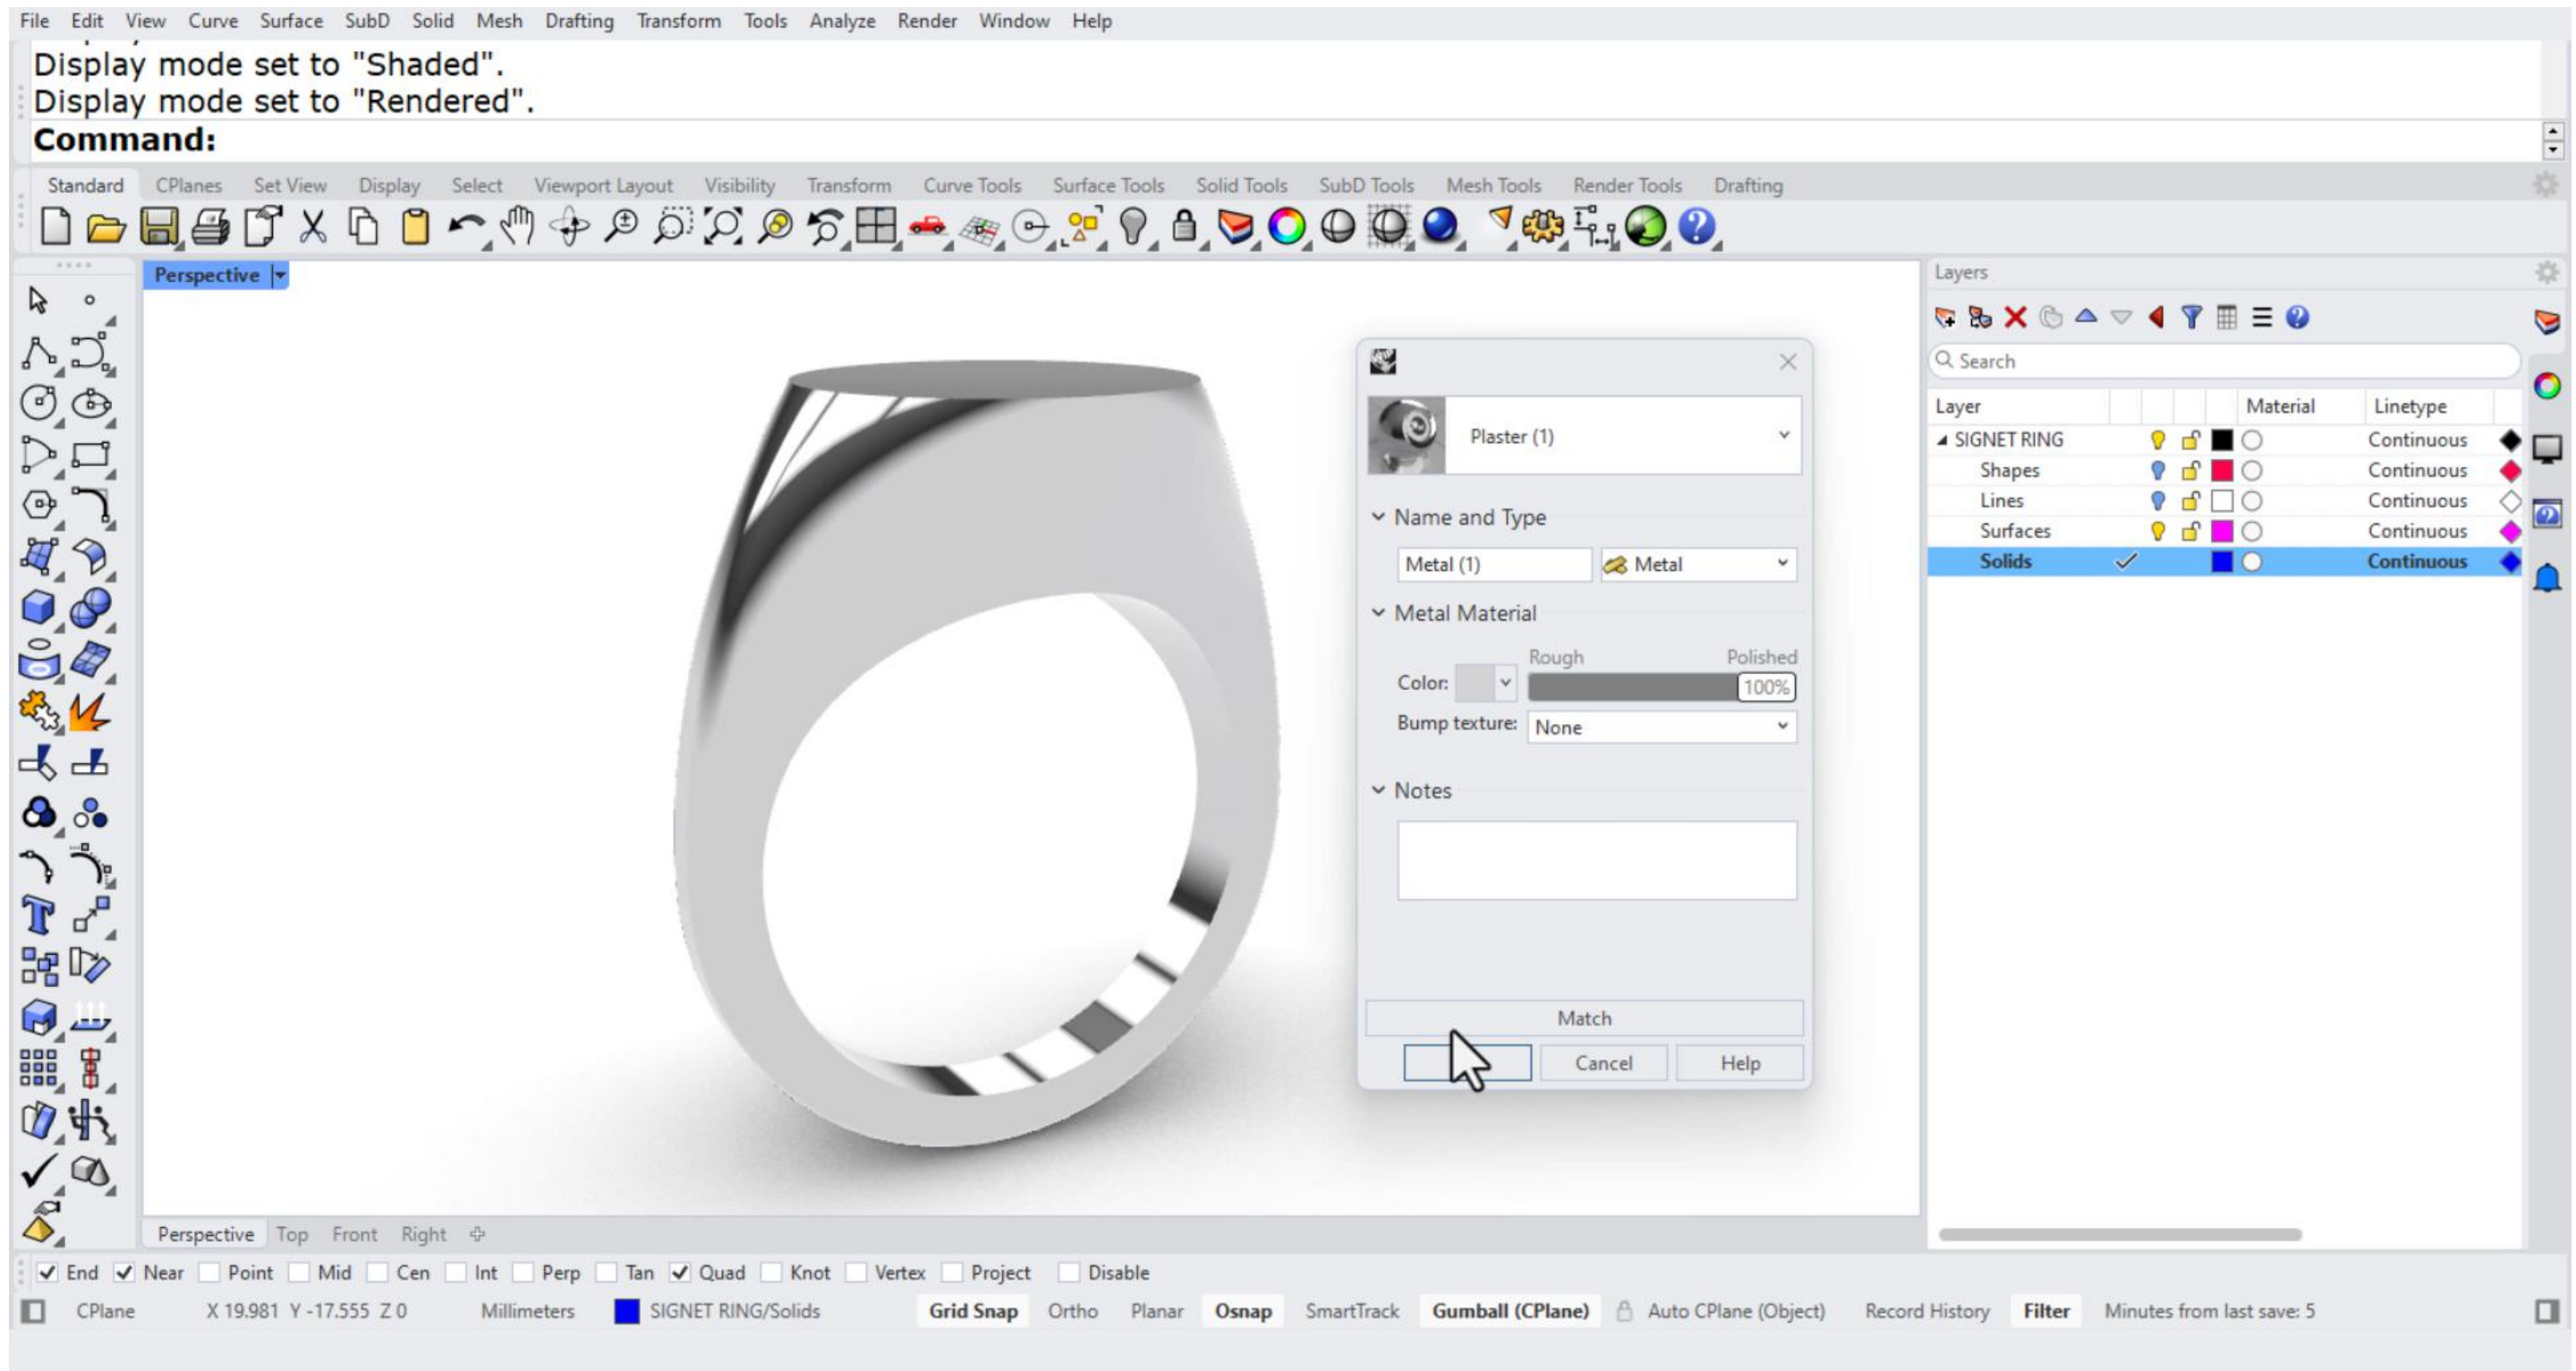 File Edit View Curve Surface SubD Solid Mesh Drafting Transform Tools Analyze Render Window Help
Display mode set to "Shaded".
Display mode set to "Rendered".
Command:
Standard CPlanes Set View Display Select Viewport Layout Visibility Transform Curve Tools Surface Tools Solid Tools SubD Tools Mesh Tools Render Tools Drafting
Perspective
Layers
Search
Layer Material Linetype
SIGNET RING Continuous
Shapes Continuous
Lines Continuous
Surfaces Continuous
Solids Continuous
Plaster (1)
Name and Type
Metal (1) Metal
Metal Material
Rough Polished
Color: 100%
Bump texture: None
Notes
Match
Cancel Help
Perspective Top Front Right
End Near Point Mid Cen Int Perp Tan Quad Knot Vertex Project Disable
CPlane X 19.981 Y -17.555 Z 0 Millimeters SIGNET RING/Solids Grid Snap Ortho Planar Osnap SmartTrack Gumball (CPlane) Auto CPlane (Object) Record History Filter Minutes from last save: 5